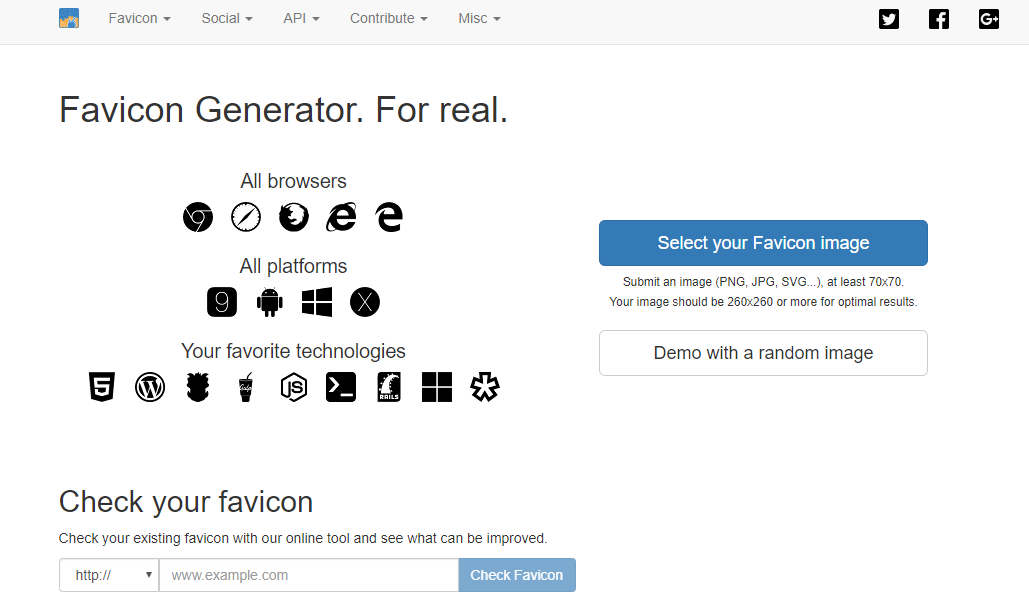 Favicon Social API Contribute Misc
Favicon Generator. For real.
All browsers
All platforms
9 X
Your favorite technologies
5 JS RAILS
Select your Favicon image
Submit an image (PNG, JPG, SVG...), at least 70x70.
Your image should be 260x260 or more for optimal results.
Demo with a random image
Check your favicon
Check your existing favicon with our online tool and see what can be improved.
http:// www.example.com Check Favicon